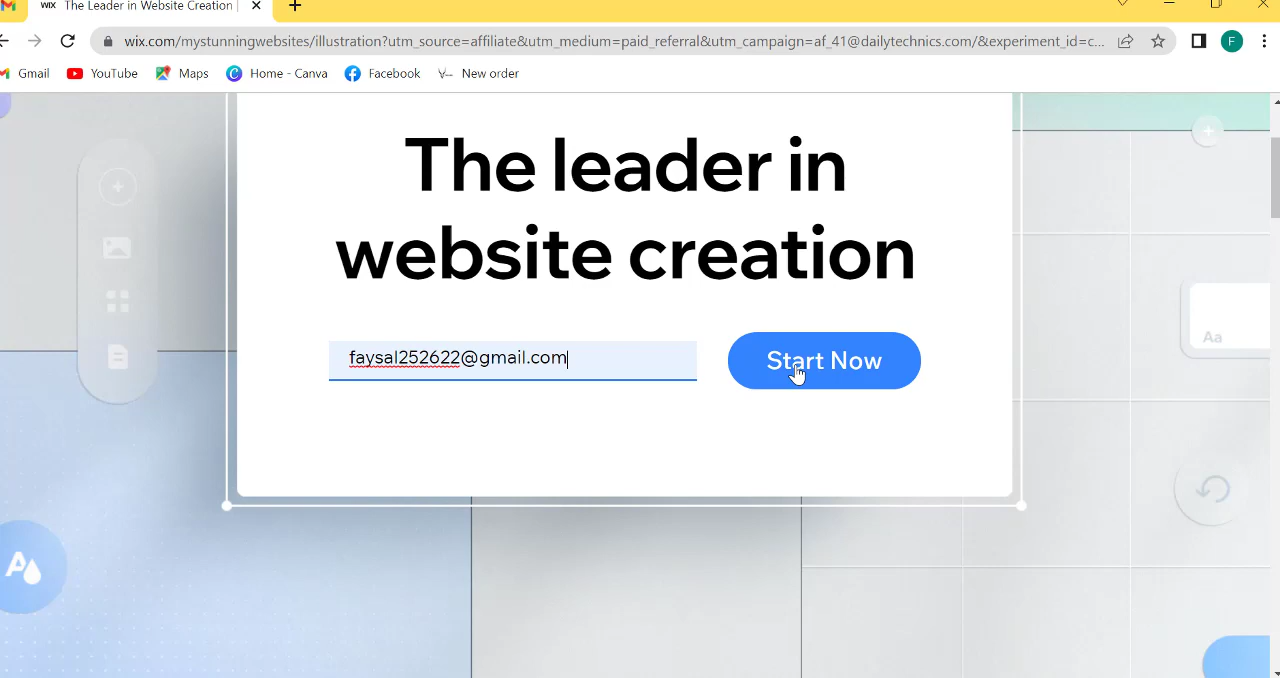 WIX The Leader in Website Creation
wix.com/mystunningwebsites/illustration?utm_source=affiliate&utm_medium=paid_referral&utm_campaign=af_41@dailytechnics.com/&experiment_id=c...
F
Gmail
YouTube
Maps
Home - Canva
Facebook
New order
The leader in
website creation
faysal252622@gmail.com
Start Now
Aa
A